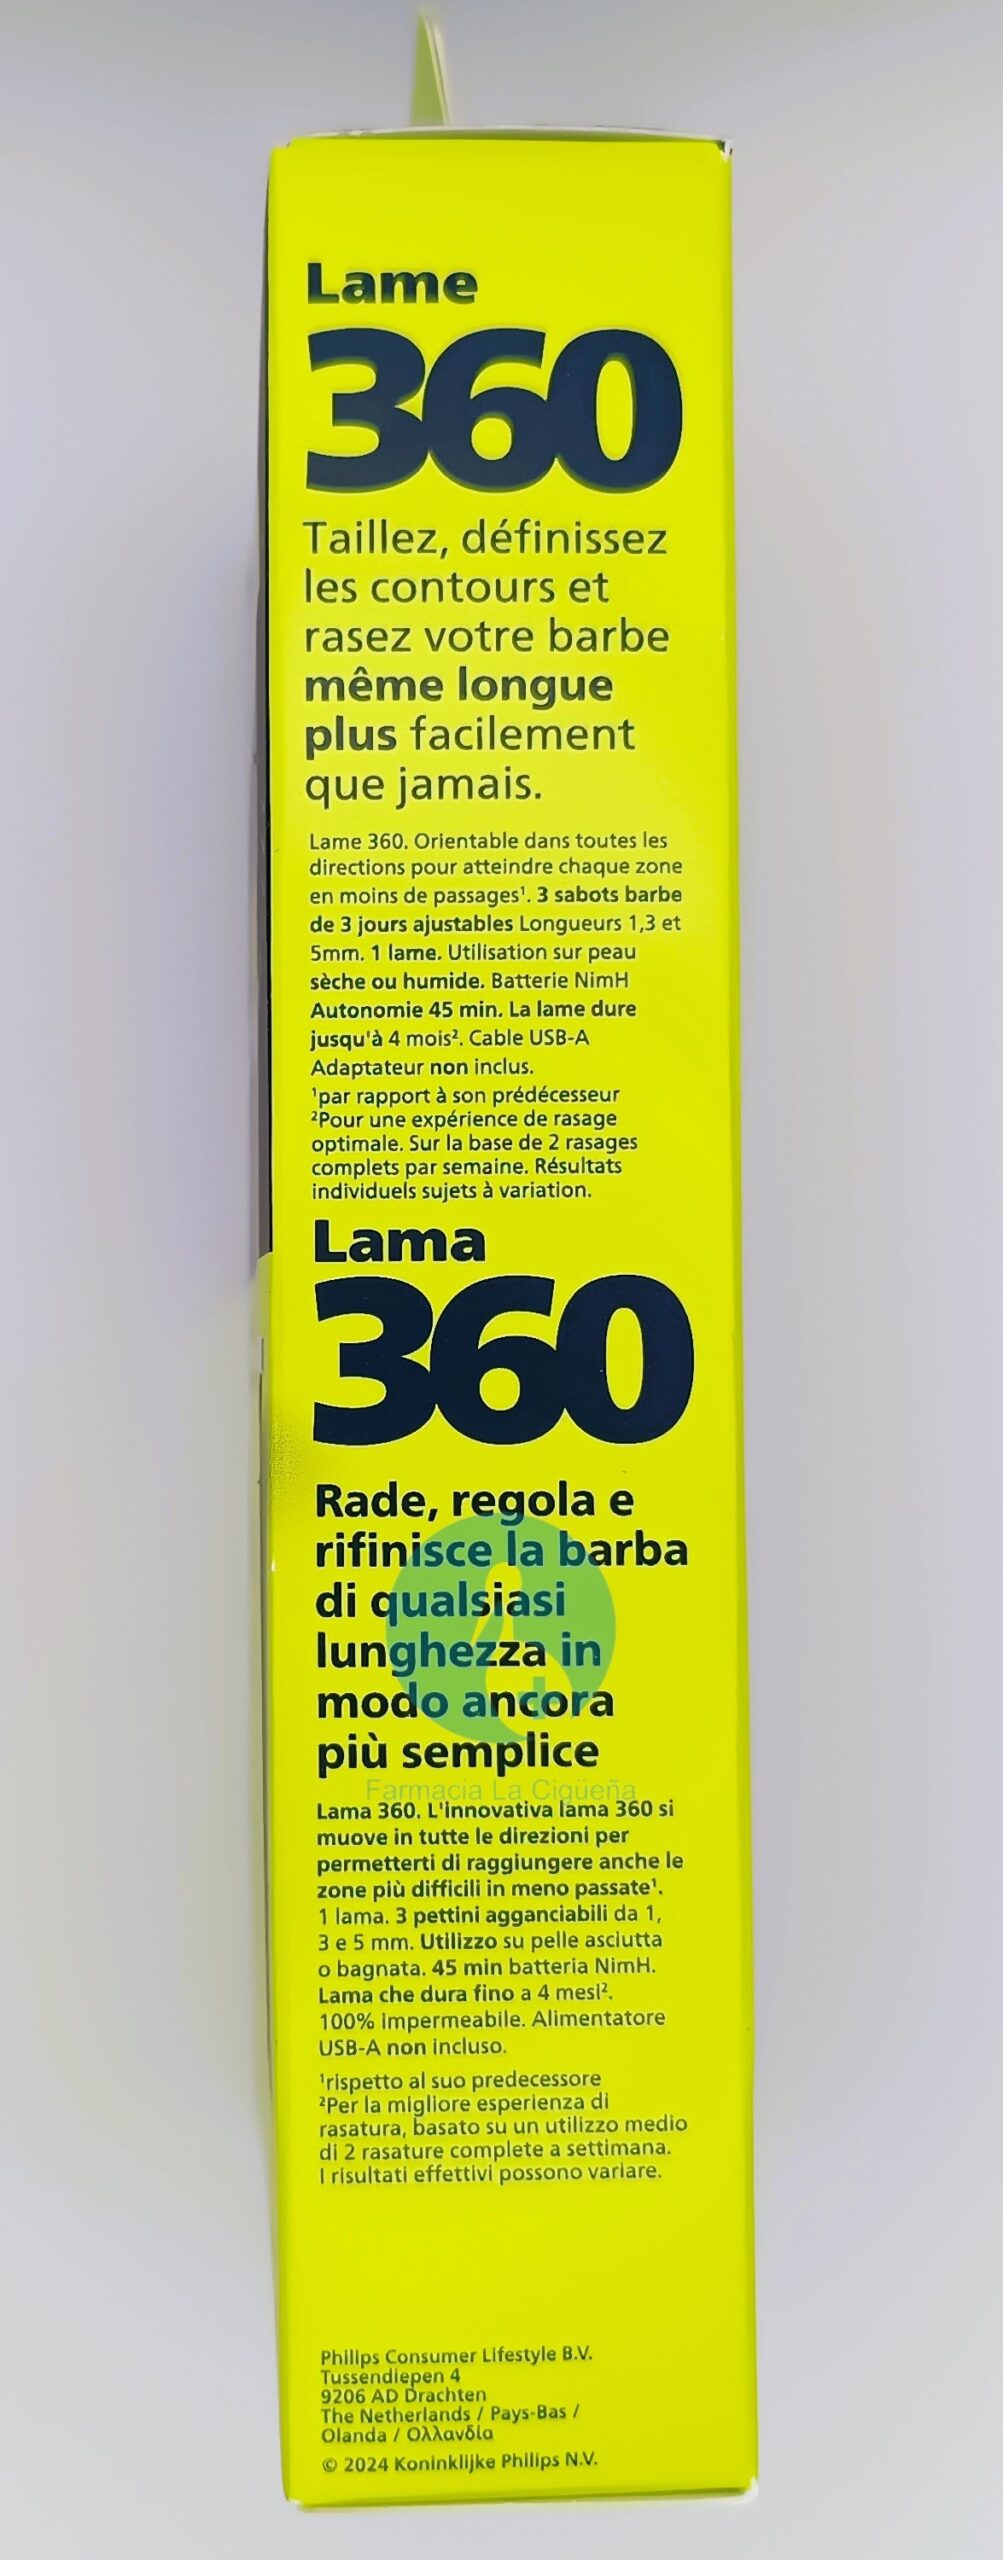 Lame
360
Taillez, définissez
les contours et
rasez votre barbe
même longue
plus facilement
que jamais.
Lame 360. Orientable dans toutes les
directions pour atteindre chaque zone
en moins de passages¹. 3 sabots barbe
de 3 jours ajustables Longueurs 1,3 et
5mm. 1 lame. Utilisation sur peau
sèche ou humide. Batterie NimH
Autonomie 45 min. La lame dure
jusqu'à 4 mois². Cable USB-A
Adaptateur non inclus.
¹par rapport à son prédécesseur
²Pour une expérience de rasage
optimale. Sur la base de 2 rasages
complets par semaine. Résultats
individuels sujets à variation.
Lama
360
Rade, regola e
rifinisce la barba
di qualsiasi
lunghezza in
modo ancora
più semplice
Farmacia La Cigüeña
Lama 360. L'innovativa lama 360 si
muove in tutte le direzioni per
permetterti di raggiungere anche le
zone più difficili in meno passate¹.
1 lama. 3 pettini agganciabili da 1,
3 e 5 mm. Utilizzo su pelle asciutta
o bagnata. 45 min batteria NimH.
Lama che dura fino a 4 mesi².
100% impermeabile. Alimentatore
USB-A non incluso.
¹rispetto al suo predecessore
²Per la migliore esperienza di
rasatura, basato su un utilizzo medio
di 2 rasature complete a settimana.
I risultati effettivi possono variare.
Philips Consumer Lifestyle B.V.
Tussendiepen 4
9206 AD Drachten
The Netherlands / Pays-Bas /
Olanda / Ολλανδία
© 2024 Koninklijke Philips N.V.